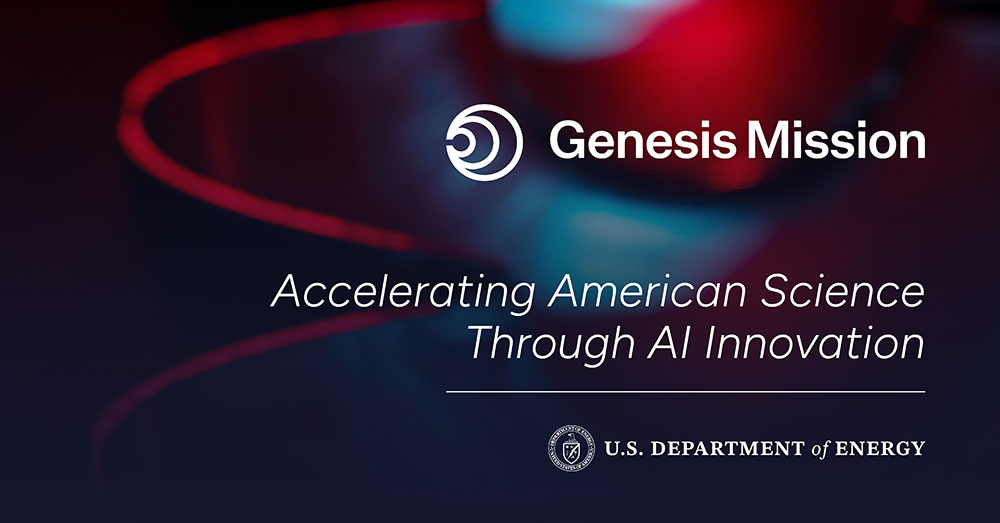 Genesis Mission
Accelerating American Science
Through AI Innovation
U.S. DEPARTMENT of ENERGY